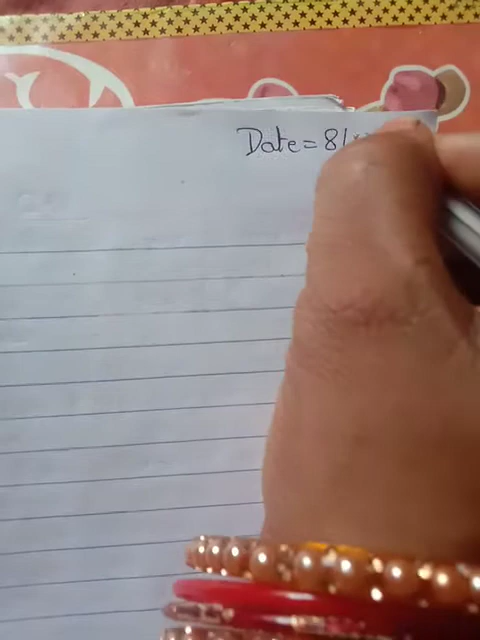 Date = 8/